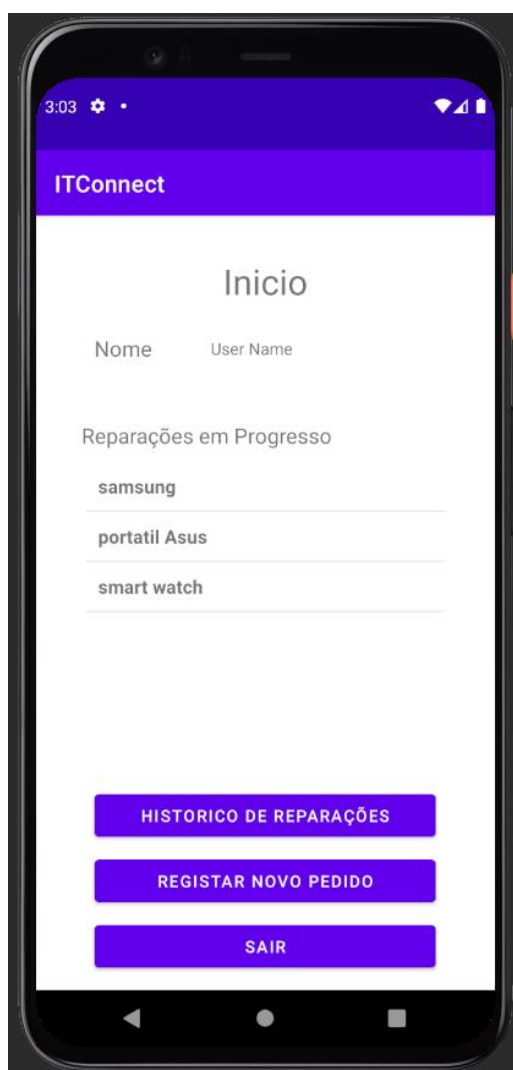 3:03
ITConnect
Inicio
Nome User Name
Reparações em Progresso
samsung
portatil Asus
smart watch
HISTORICO DE REPARAÇÕES
REGISTAR NOVO PEDIDO
SAIR